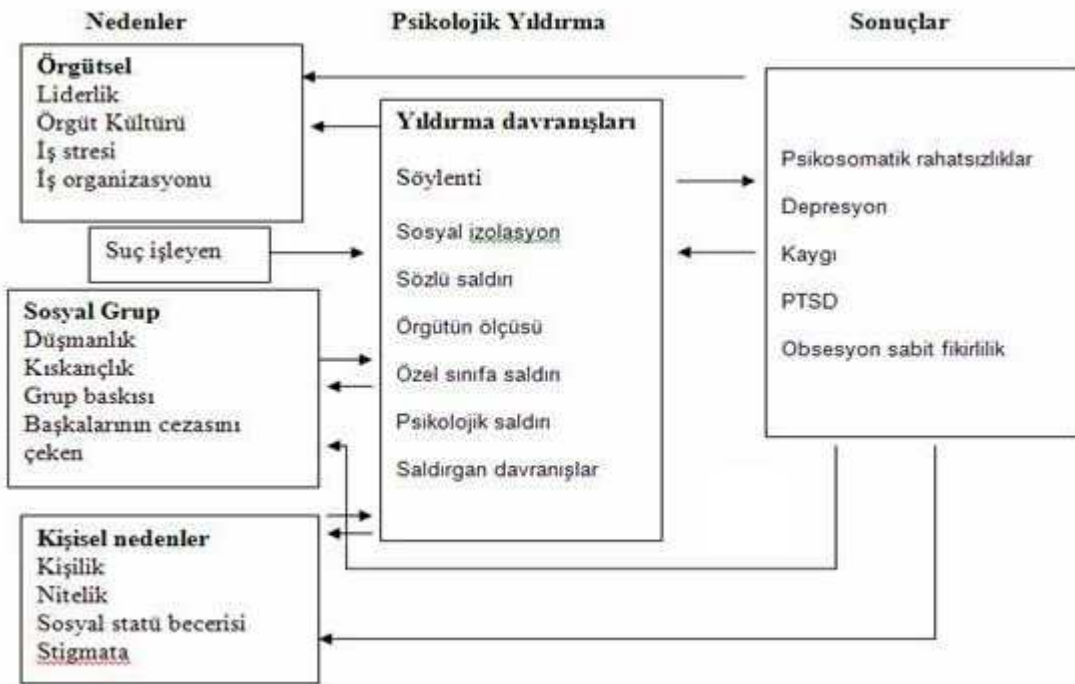 Nedenler
Psikolojik Yıldırma
Sonuçlar
Örgütsel
Liderlik
Örgüt Kültürü
İş stresi
İş organizasyonu
Suç işleyen
Sosyal Grup
Düşmanlık
Kıskançlık
Grup baskısı
Başkalarının cezasını
çeken
Kişisel nedenler
Kişilik
Nitelik
Sosyal statü becerisi
Stigmata
Yıldırma davranışları
Söylenti
Sosyal izolasyon
Sözlü saldırı
Örgütün ölçüsü
Özel sınıfa saldırı
Psikolojik saldırı
Saldırgan davranışlar
Psikosomatik rahatsızlıklar
Depresyon
Kaygı
PTSD
Obsesyon sabit fikirlilik